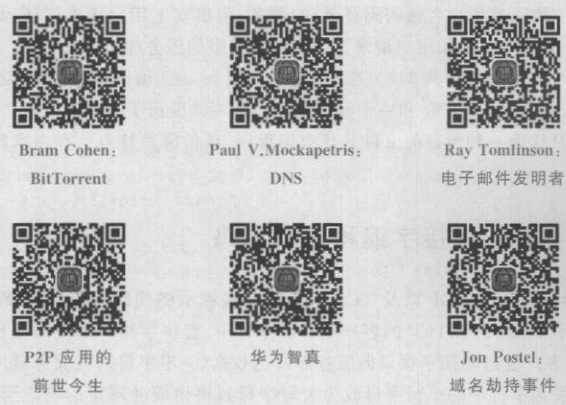 Bram Cohen：
BitTorrent
Paul V.Mockapetris：
DNS
Ray Tomlinson：
电子邮件发明者
P2P 应用的
前世今生
华为智真
Jon Postel：
域名劫持事件